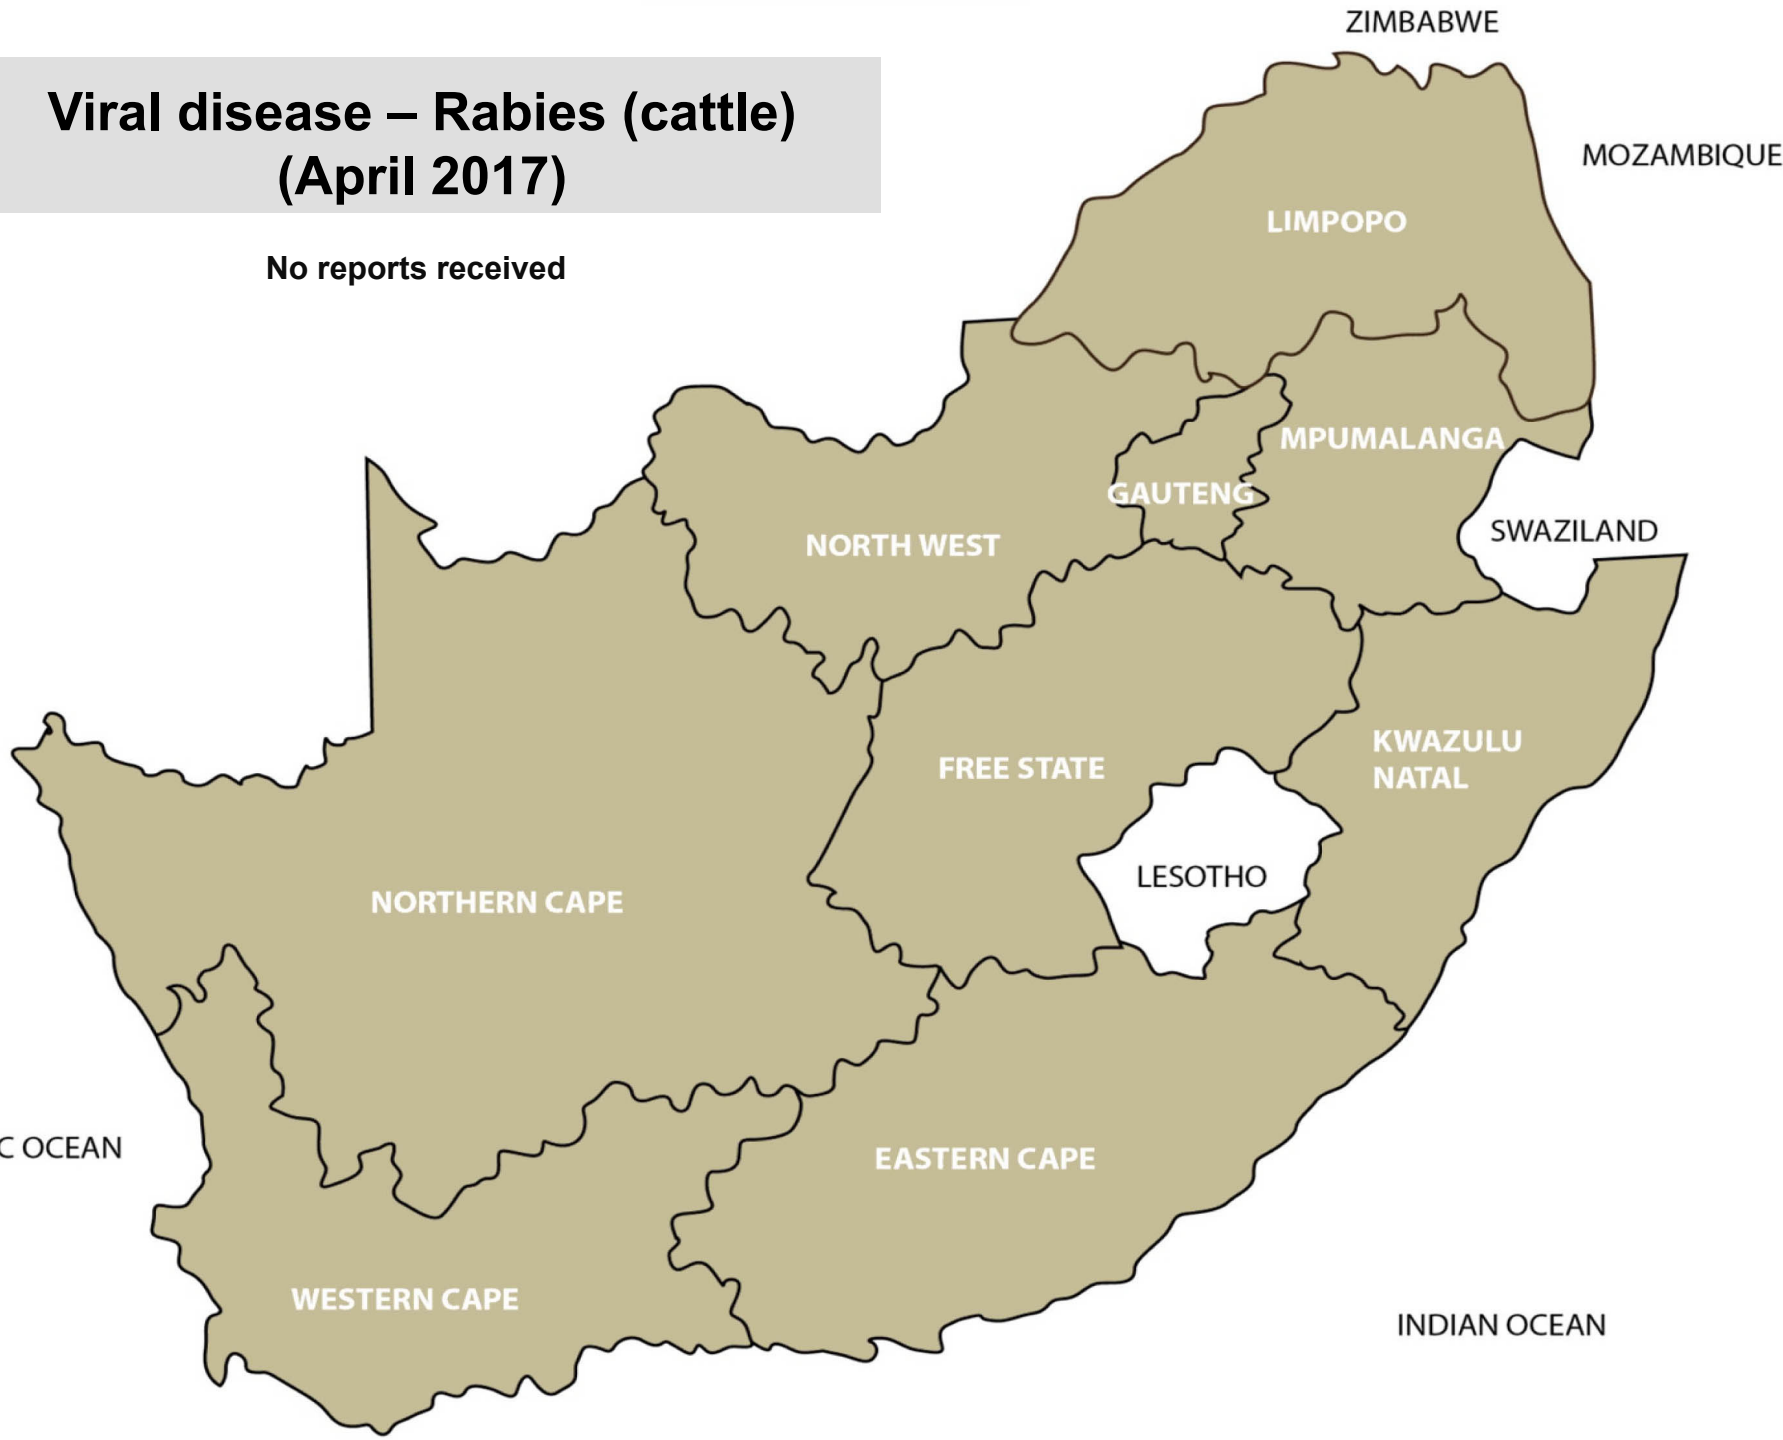 ZIMBABWE
Viral disease – Rabies (cattle)
(April 2017)
MOZAMBIQUE
LIMPOPO
No reports received
MPUMALANGA
GAUTENG
SWAZILAND
NORTH WEST
KWAZULU
NATAL
FREE STATE
LESOTHO
NORTHERN CAPE
C OCEAN
EASTERN CAPE
WESTERN CAPE
INDIAN OCEAN